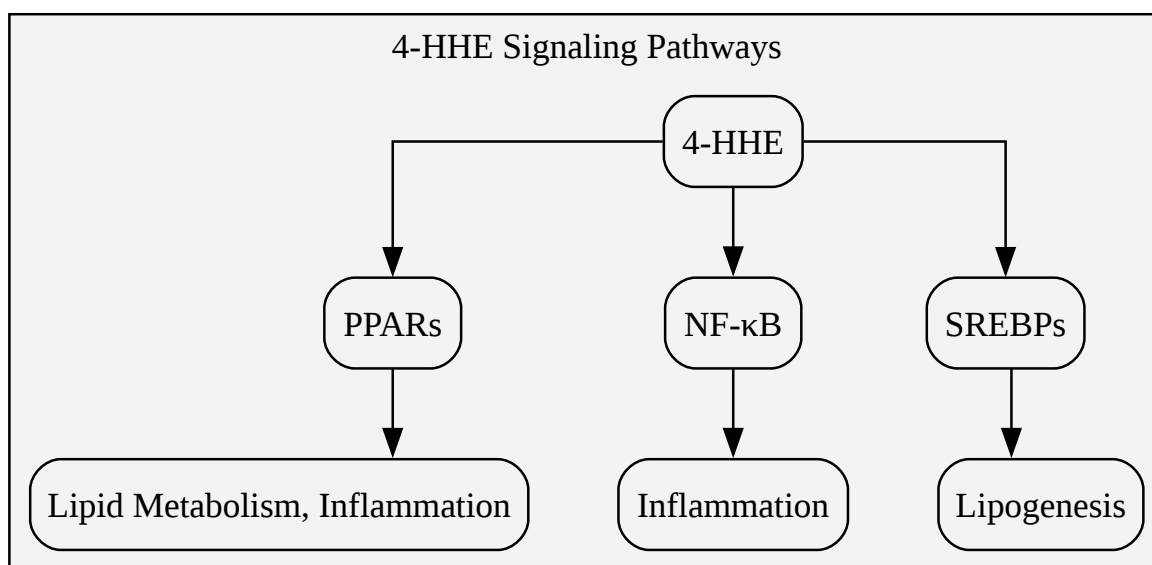 4-HHE Signaling Pathways
4-HHE
PPARs
NF-κB
SREBPs
Lipid Metabolism, Inflammation
Inflammation
Lipogenesis